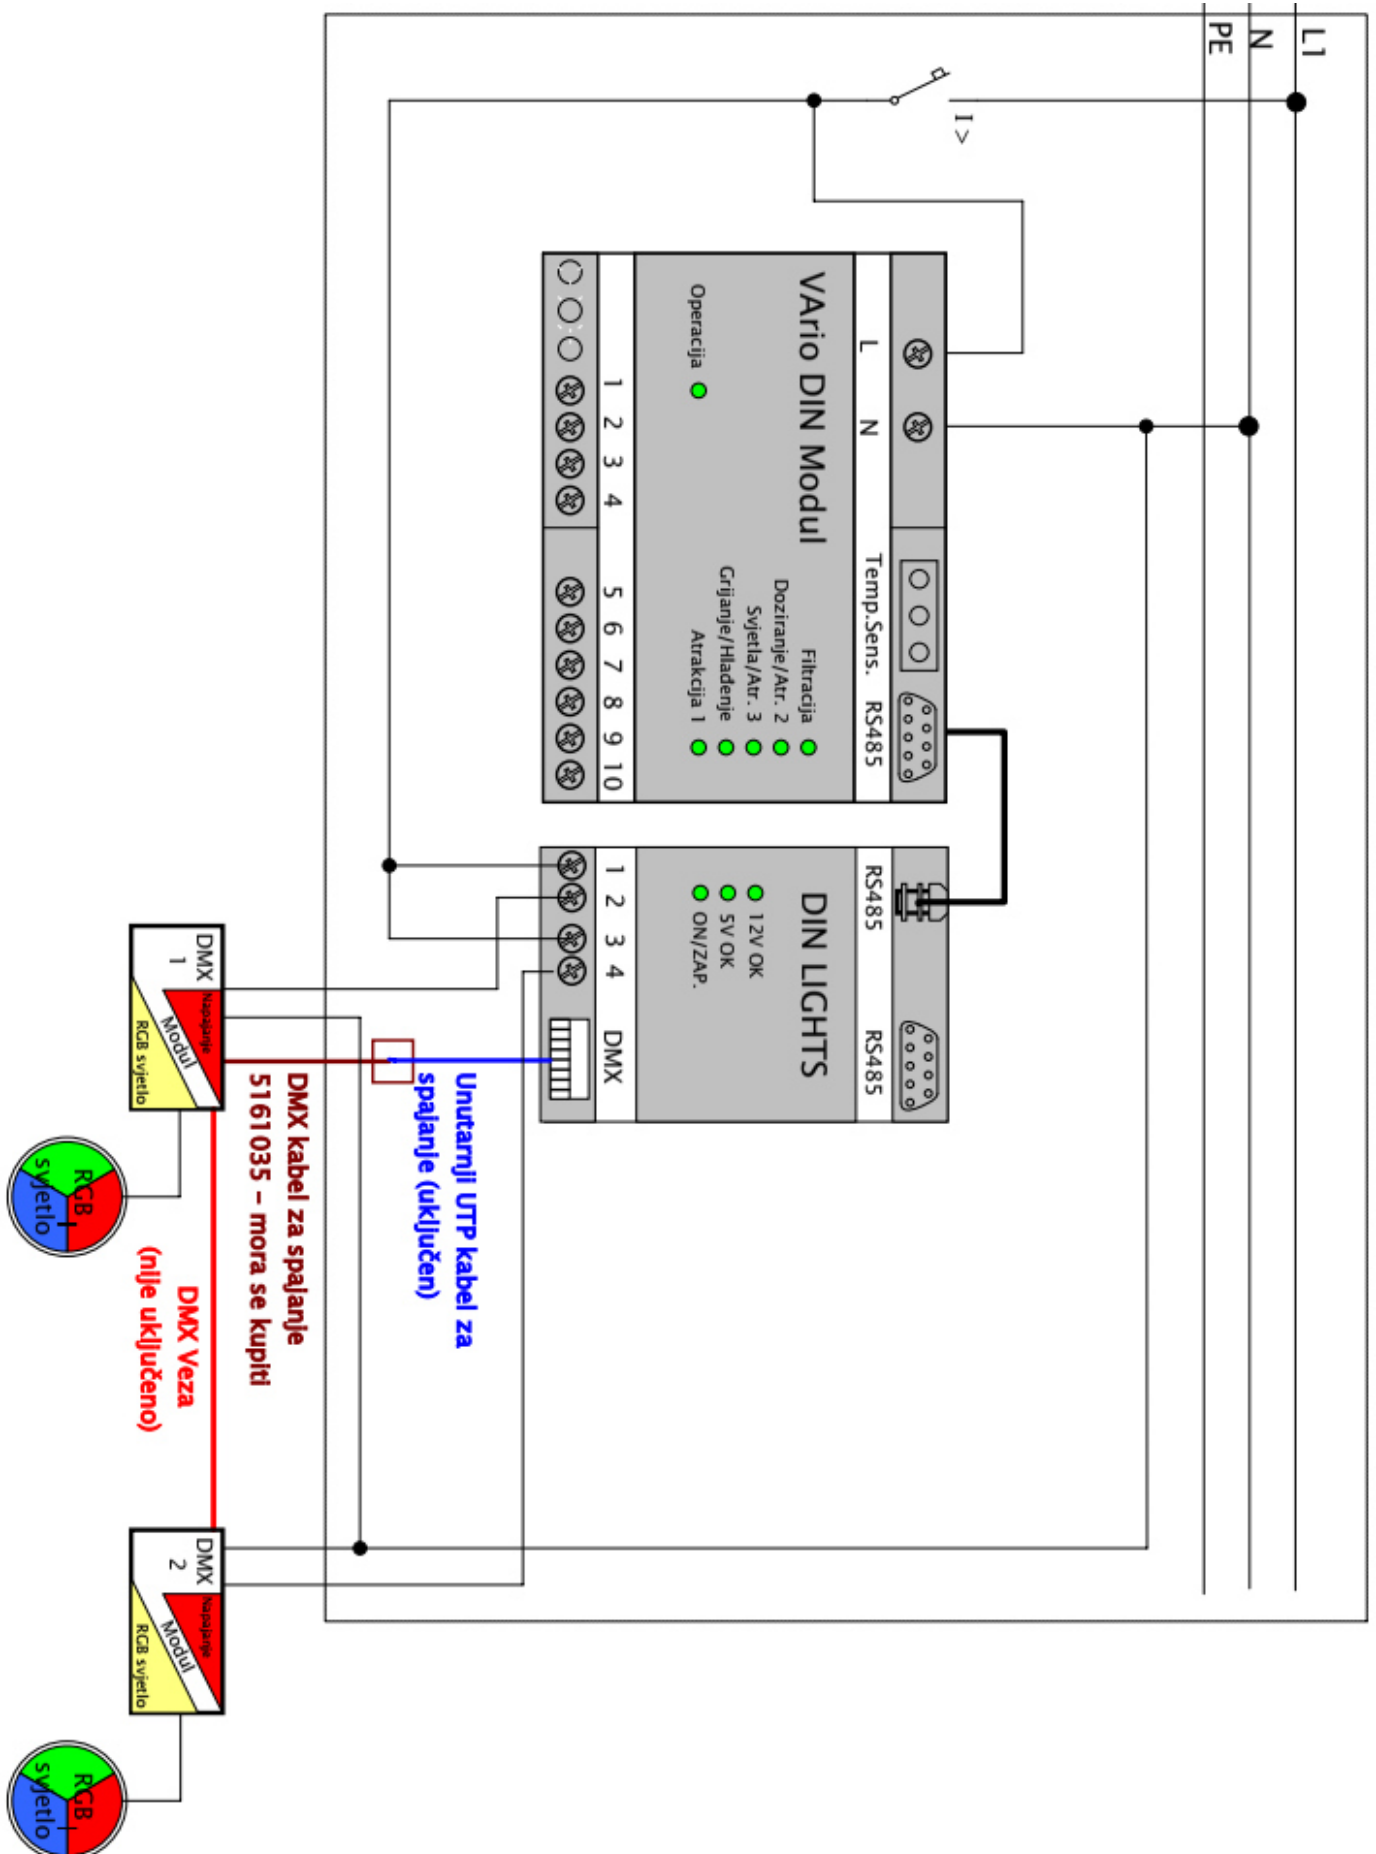 L1
N
PE
I >
VArio DIN Modul
Operacija
L
N
Temp.Sens.
RS485
Filtracija
Doziranje/Atr. 2
Svjetla/Atr. 3
Grijanje/Hlađenje
Atrakcija 1
1 2 3 4 5 6 7 8 9 10
DIN LIGHTS
RS485
RS485
12V OK
5V OK
ON/ZAP.
1 2 3 4 DMX
Unutarnji UTP kabel za
spajanje (uključen)
DMX kabel za spajanje
5161035 – mora se kupiti
DMX Veza
(nije uključeno)
DMX
1
Napajanje
Modul
RGB svjetlo
RGB
svjetlo
DMX
2
Napajanje
Modul
RGB svjetlo
RGB
svjetlo